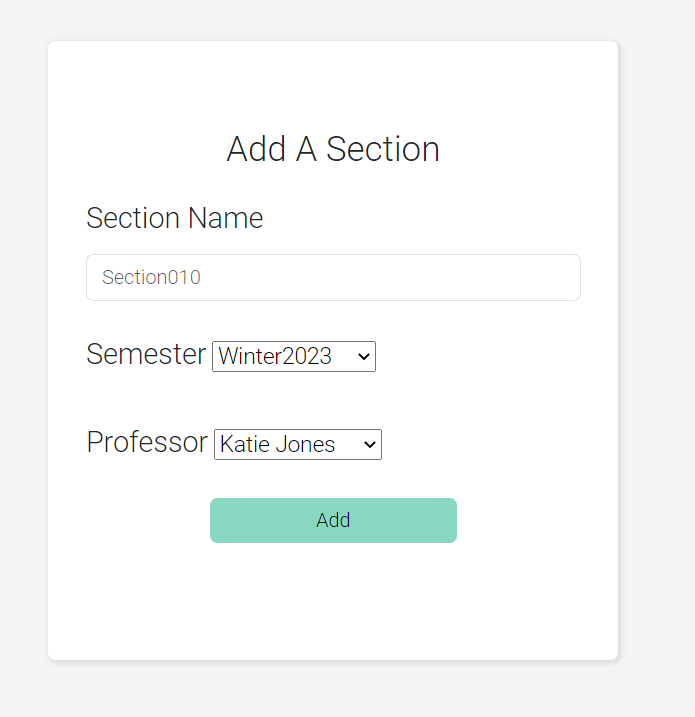 Add A Section
Section Name
Section010
Semester Winter2023
Professor Katie Jones
Add